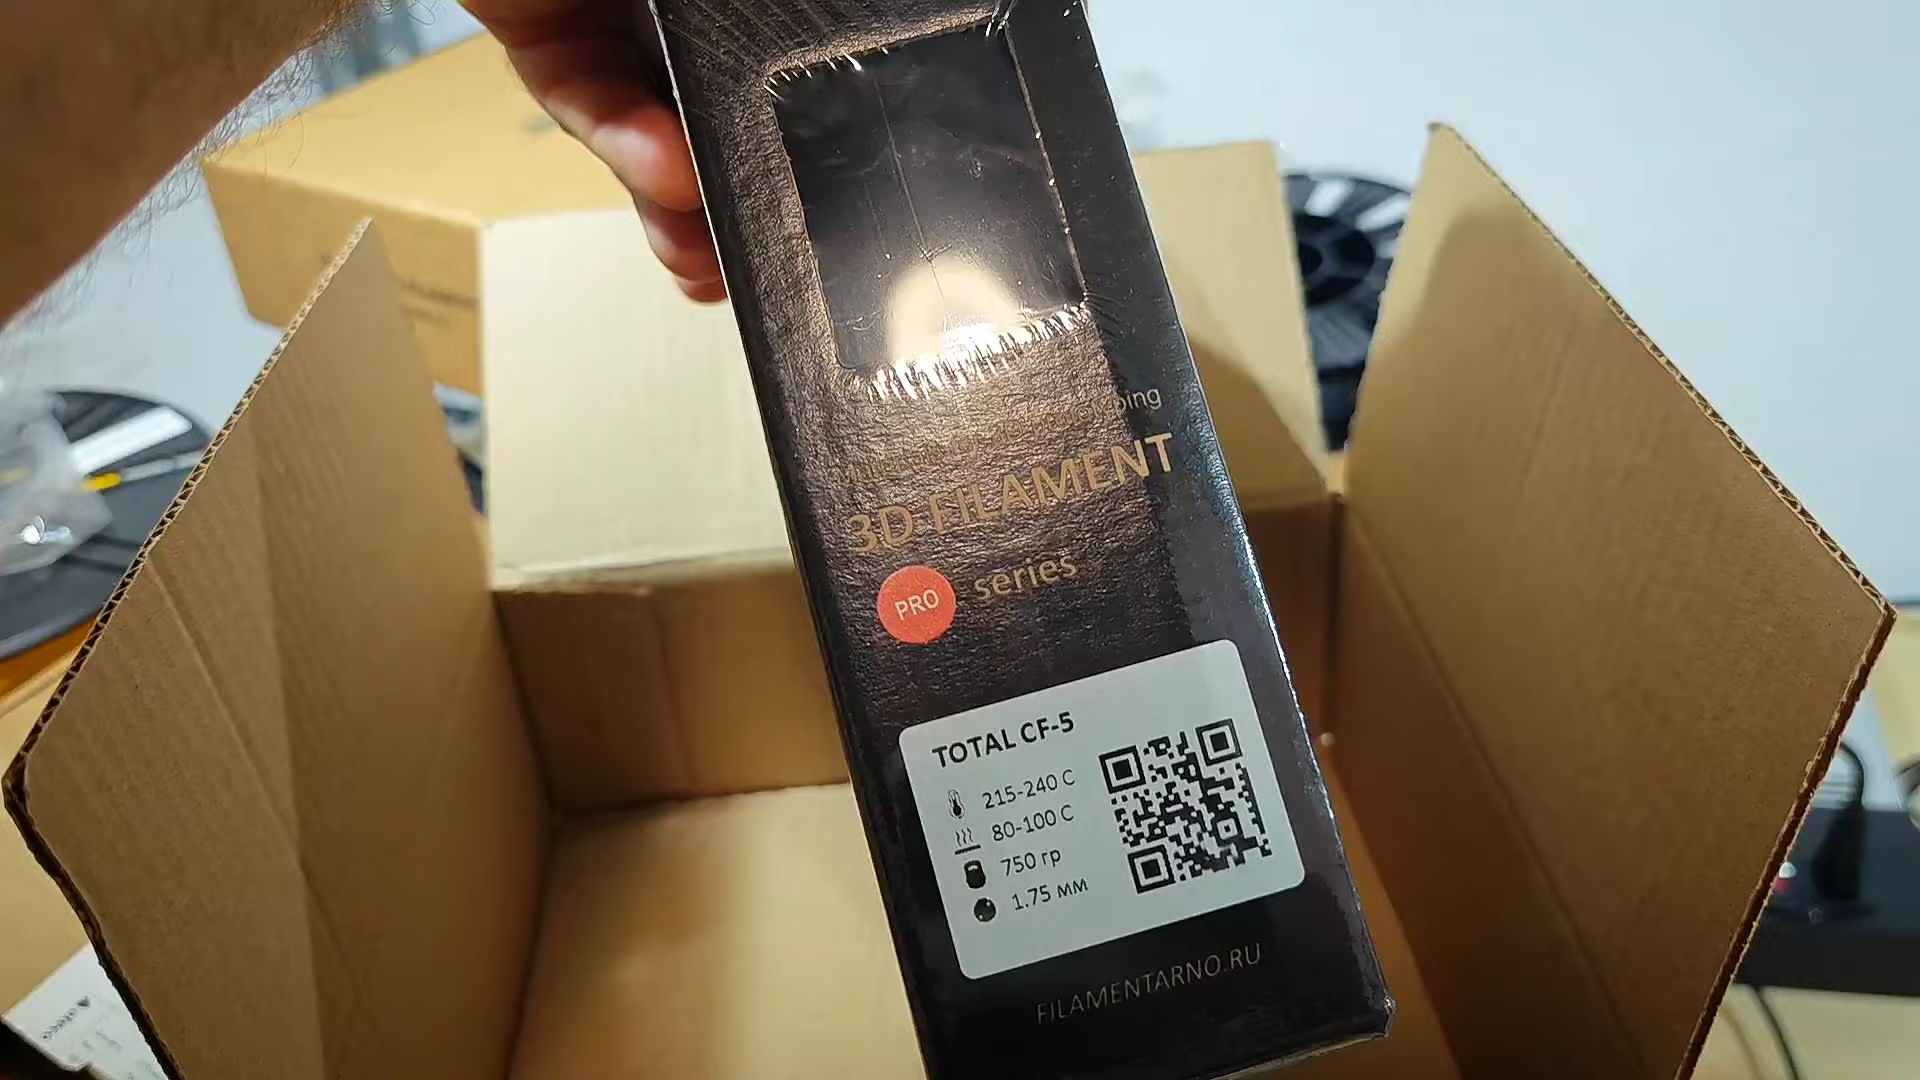 3D FILAMENT
PRO series
TOTAL CF-5
215-240 C
80-100 C
750 гр
1.75 мм
FILAMENTARNO.RU